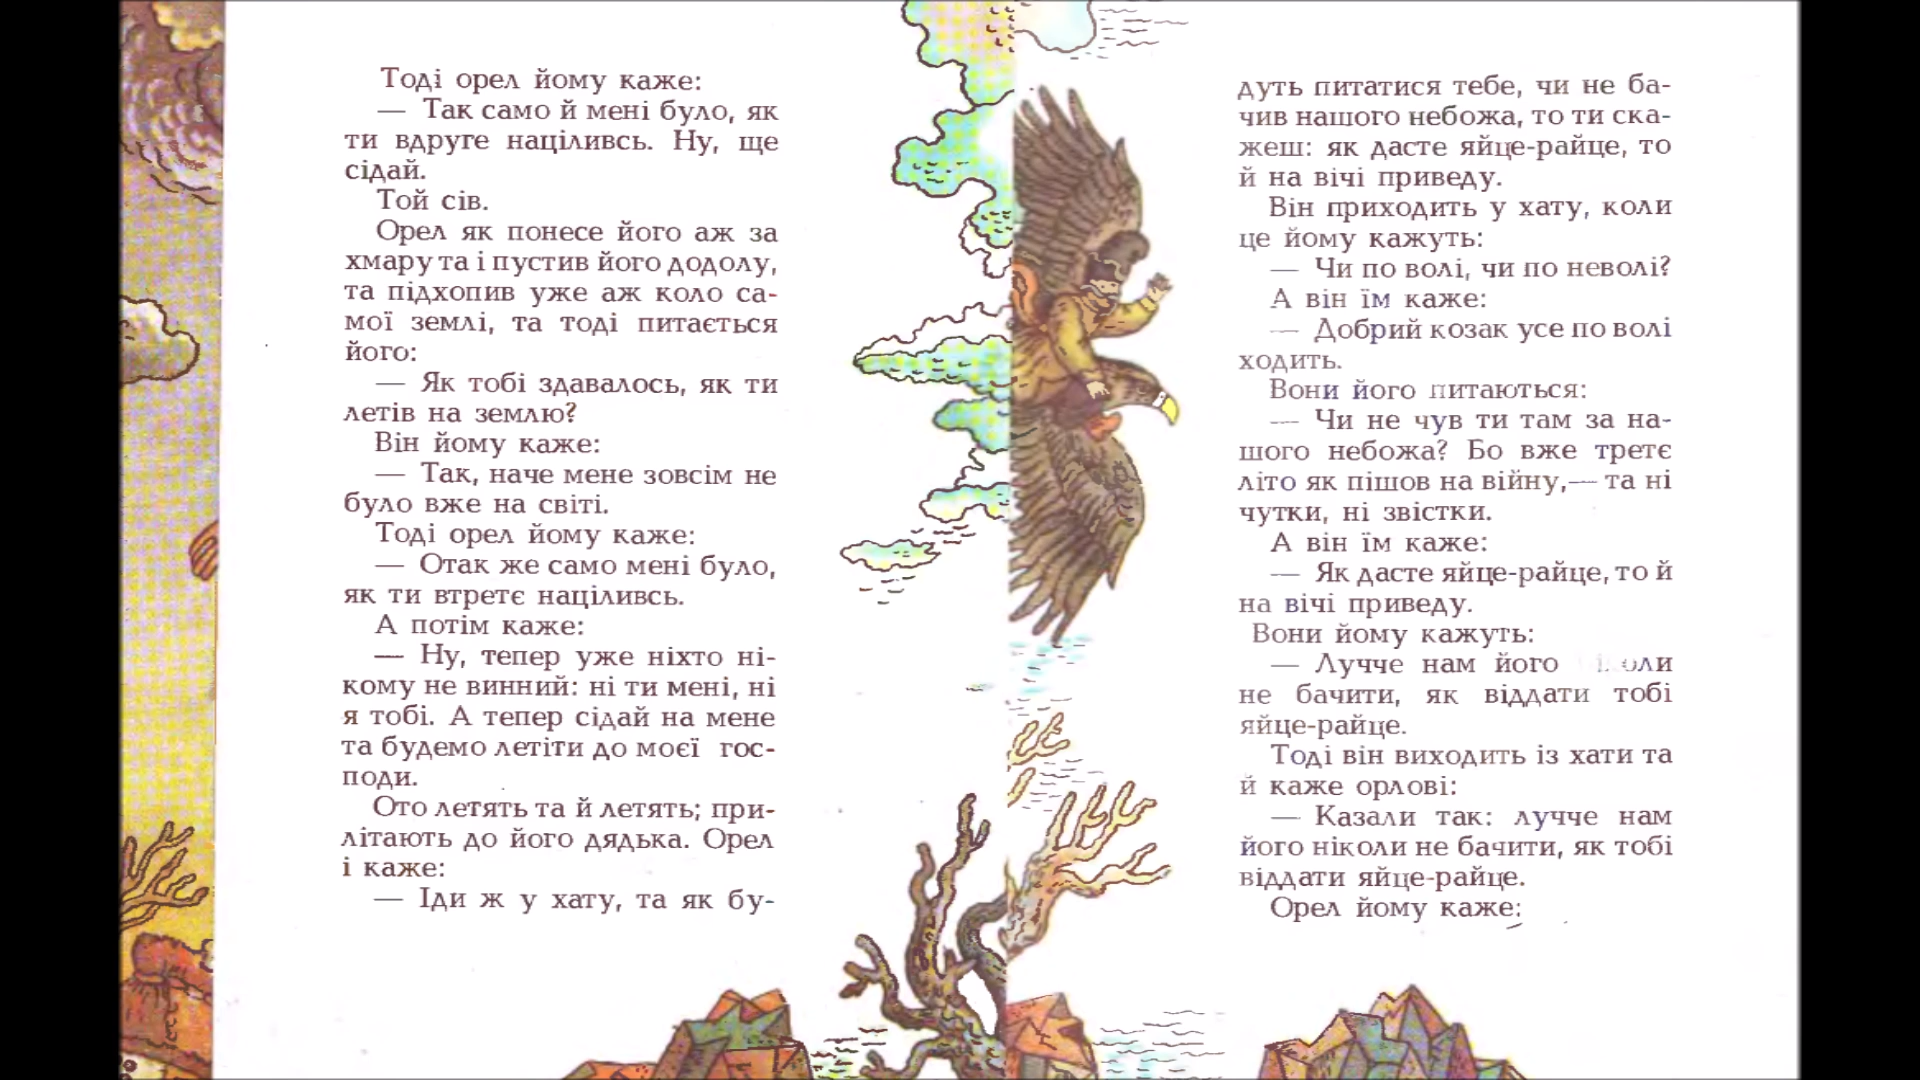 Тоді орел йому каже:
— Так само й мені було, як
ти вдруге націливсь. Ну, ще
сідай.
Той сів.
Орел як понесе його аж за
хмару та і пустив його додолу,
та підхопив уже аж коло са-
мої землі, та тоді питається
його:
— Як тобі здавалось, як ти
летів на землю?
Він йому каже:
— Так, наче мене зовсім не
було вже на світі.
Тоді орел йому каже:
— Отак же само мені було,
як ти втретє націливсь.
А потім каже:
— Ну, тепер уже ніхто ні-
кому не винний: ні ти мені, ні
я тобі. А тепер сідай на мене
та будемо летіти до моєї гос-
поди.
Ото летять та й летять; при-
літають до його дядька. Орел
і каже:
— Іди ж у хату, та як бу-
дуть питатися тебе, чи не ба-
чив нашого небожа, то ти ска-
жеш: як дасте яйце-райце, то
й на вічі приведу.
Він приходить у хату, коли
це йому кажуть:
— Чи по волі, чи по неволі?
А він їм каже:
— Добрий козак усе по волі
ходить.
Вони його питаються:
— Чи не чув ти там за на-
шого небожа? Бо вже третє
літо як пішов на війну,— та ні
чутки, ні звістки.
А він їм каже:
— Як дасте яйце-райце, то й
на вічі приведу.
Вони йому кажуть:
— Лучче нам його
не бачити, як віддати тобі
яйце-райце.
Тоді він виходить із хати та
й каже орлові:
— Казали так: лучче нам
його ніколи не бачити, як тобі
віддати яйце-райце.
Орел йому каже: